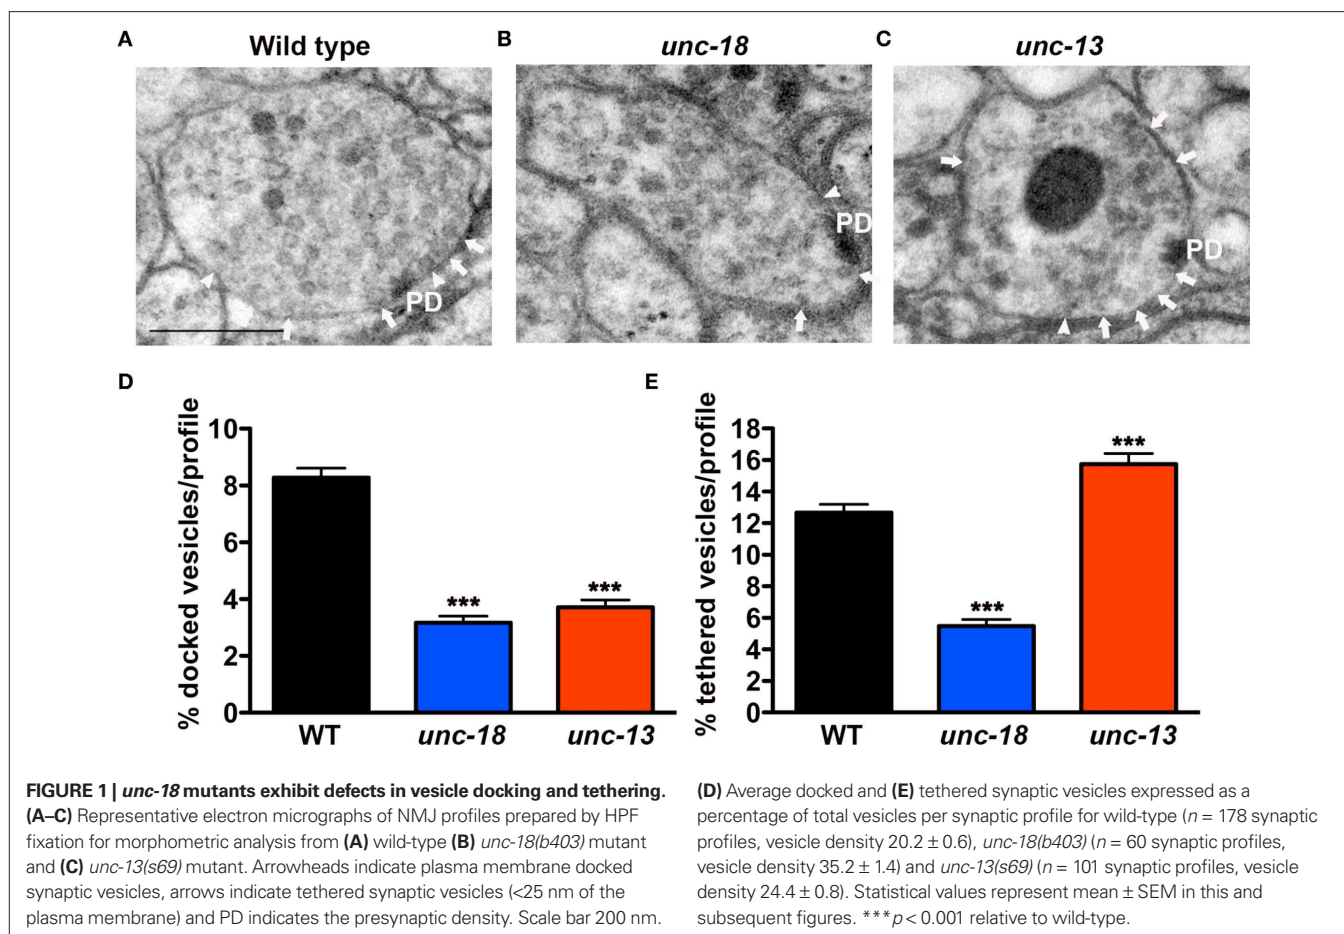 A
Wild type
B
unc-18
C
unc-13
PD
PD
PD
D
% docked vesicles/profile
10
8
6
4
2
0
***
***
WT
unc-18
unc-13
E
% tethered vesicles/profile
18
16
14
12
10
8
6
4
2
0
***
***
WT
unc-18
unc-13
FIGURE 1 | unc-18 mutants exhibit defects in vesicle docking and tethering.
(A–C) Representative electron micrographs of NMJ profiles prepared by HPF
fixation for morphometric analysis from (A) wild-type (B) unc-18(b403) mutant
and (C) unc-13(s69) mutant. Arrowheads indicate plasma membrane docked
synaptic vesicles, arrows indicate tethered synaptic vesicles (<25 nm of the
plasma membrane) and PD indicates the presynaptic density. Scale bar 200 nm.
(D) Average docked and (E) tethered synaptic vesicles expressed as a
percentage of total vesicles per synaptic profile for wild-type (n = 178 synaptic
profiles, vesicle density 20.2 ± 0.6), unc-18(b403) (n = 60 synaptic profiles,
vesicle density 35.2 ± 1.4) and unc-13(s69) (n = 101 synaptic profiles, vesicle
density 24.4 ± 0.8). Statistical values represent mean ± SEM in this and
subsequent figures. ***p < 0.001 relative to wild-type.